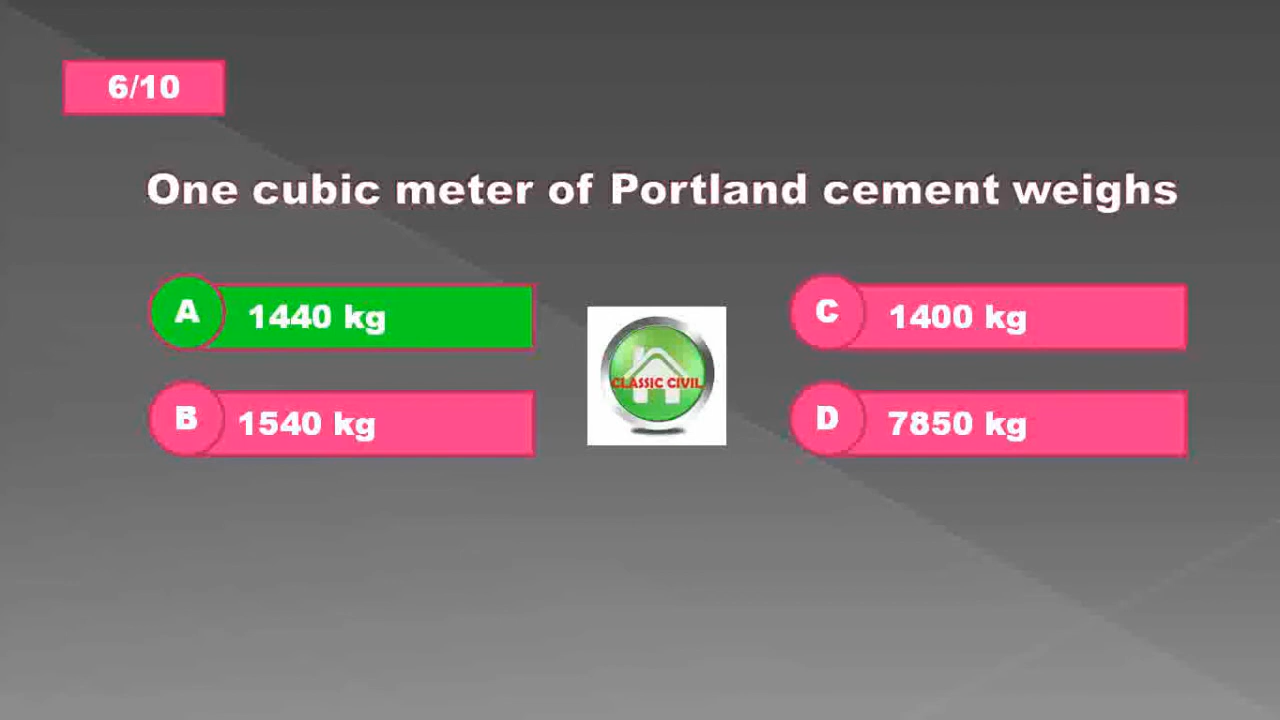 6/10
One cubic meter of Portland cement weighs
A 1440 kg
B 1540 kg
CLASSIC CIVIL
C 1400 kg
D 7850 kg